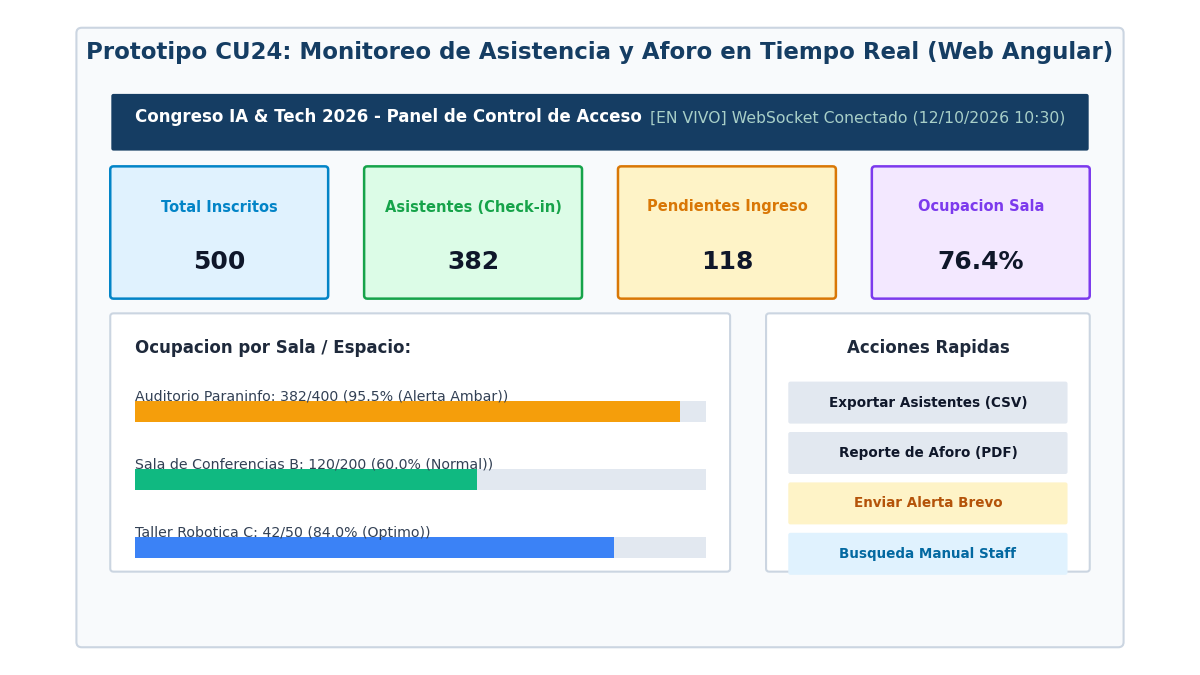 Prototipo CU24: Monitoreo de Asistencia y Aforo en Tiempo Real (Web Angular)
Congreso IA & Tech 2026 - Panel de Control de Acceso [EN VIVO] WebSocket Conectado (12/10/2026 10:30)
Total Inscritos
500
Asistentes (Check-in)
382
Pendientes Ingreso
118
Ocupacion Sala
76.4%
Ocupacion por Sala / Espacio:
Auditorio Paraninfo: 382/400 (95.5% (Alerta Ambar))
Sala de Conferencias B: 120/200 (60.0% (Normal))
Taller Robotica C: 42/50 (84.0% (Optimo))
Acciones Rapidas
Exportar Asistentes (CSV)
Reporte de Aforo (PDF)
Enviar Alerta Brevo
Busqueda Manual Staff